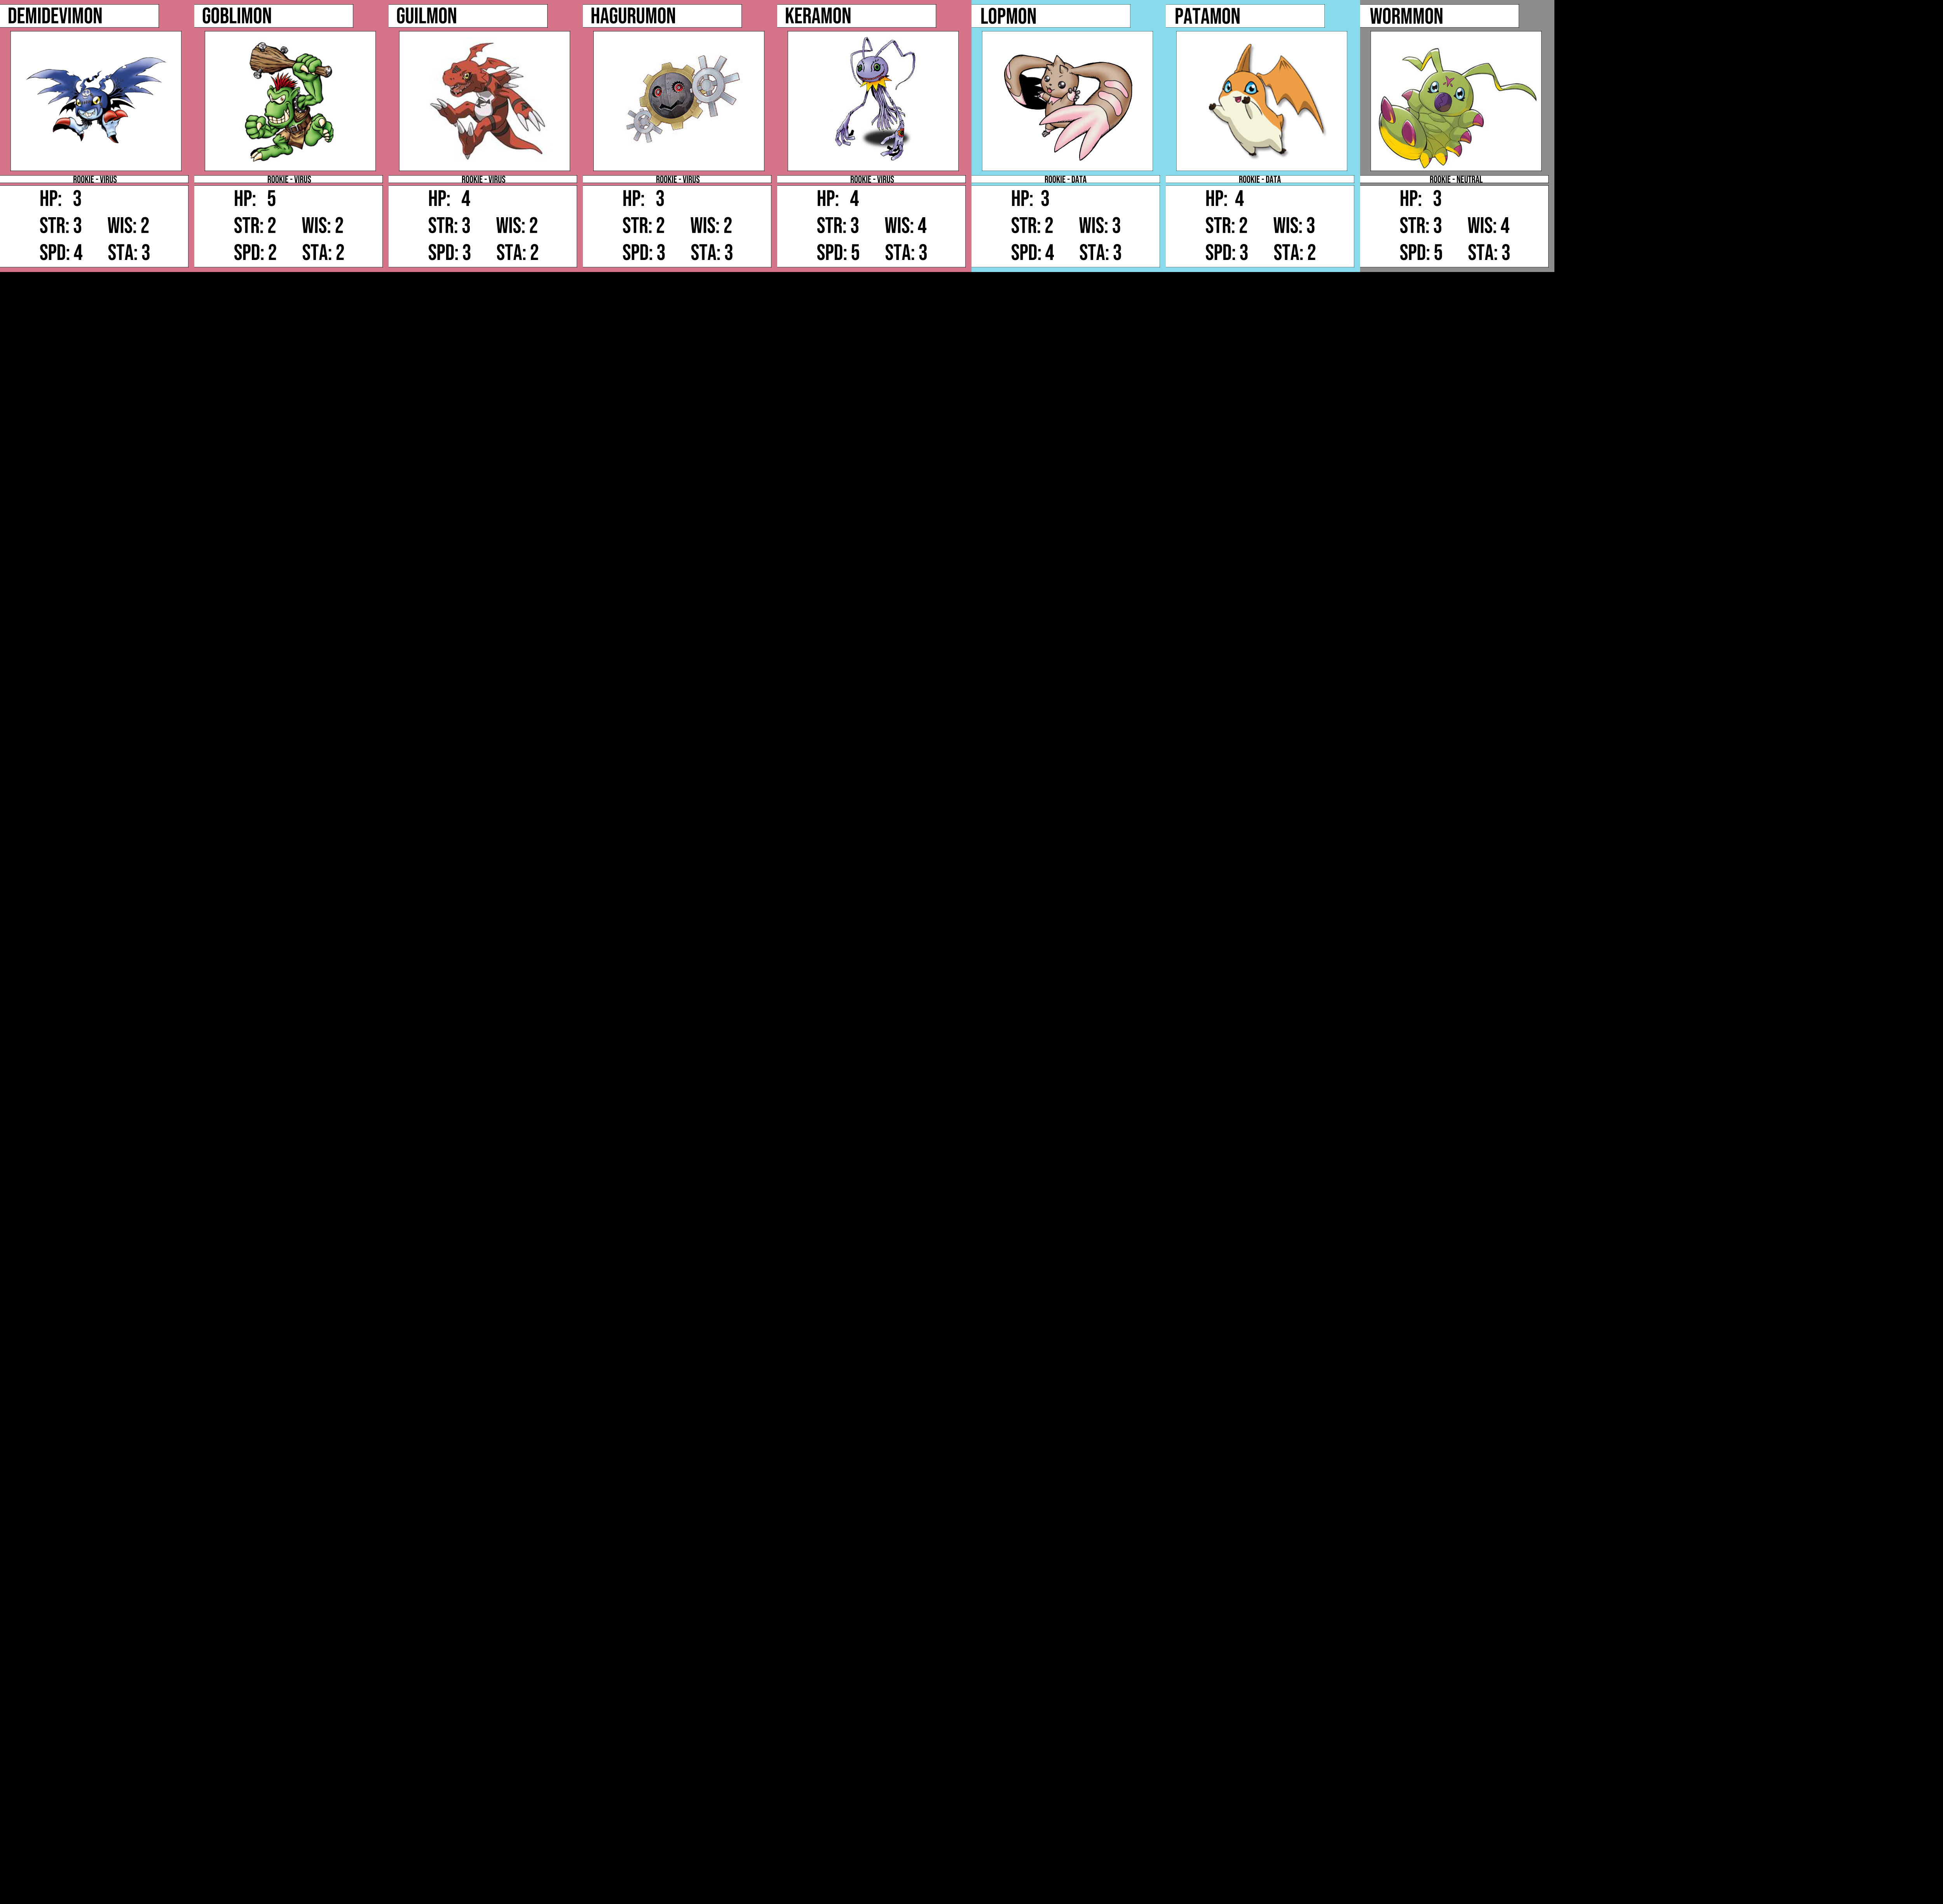 DEMIDEVIMON
ROOKIE - VIRUS
HP: 3
STR: 3 WIS: 2
SPD: 4 STA: 3
GOBLIMON
ROOKIE - VIRUS
HP: 5
STR: 2 WIS: 2
SPD: 2 STA: 2
GUILMON
ROOKIE - VIRUS
HP: 4
STR: 3 WIS: 2
SPD: 3 STA: 2
HAGURUMON
ROOKIE - VIRUS
HP: 3
STR: 2 WIS: 2
SPD: 3 STA: 3
KERAMON
ROOKIE - VIRUS
HP: 4
STR: 3 WIS: 4
SPD: 5 STA: 3
LOPMON
ROOKIE - DATA
HP: 3
STR: 2 WIS: 3
SPD: 4 STA: 3
PATAMON
ROOKIE - DATA
HP: 4
STR: 2 WIS: 3
SPD: 3 STA: 2
WORMMON
ROOKIE - NEUTRAL
HP: 3
STR: 3 WIS: 4
SPD: 5 STA: 3